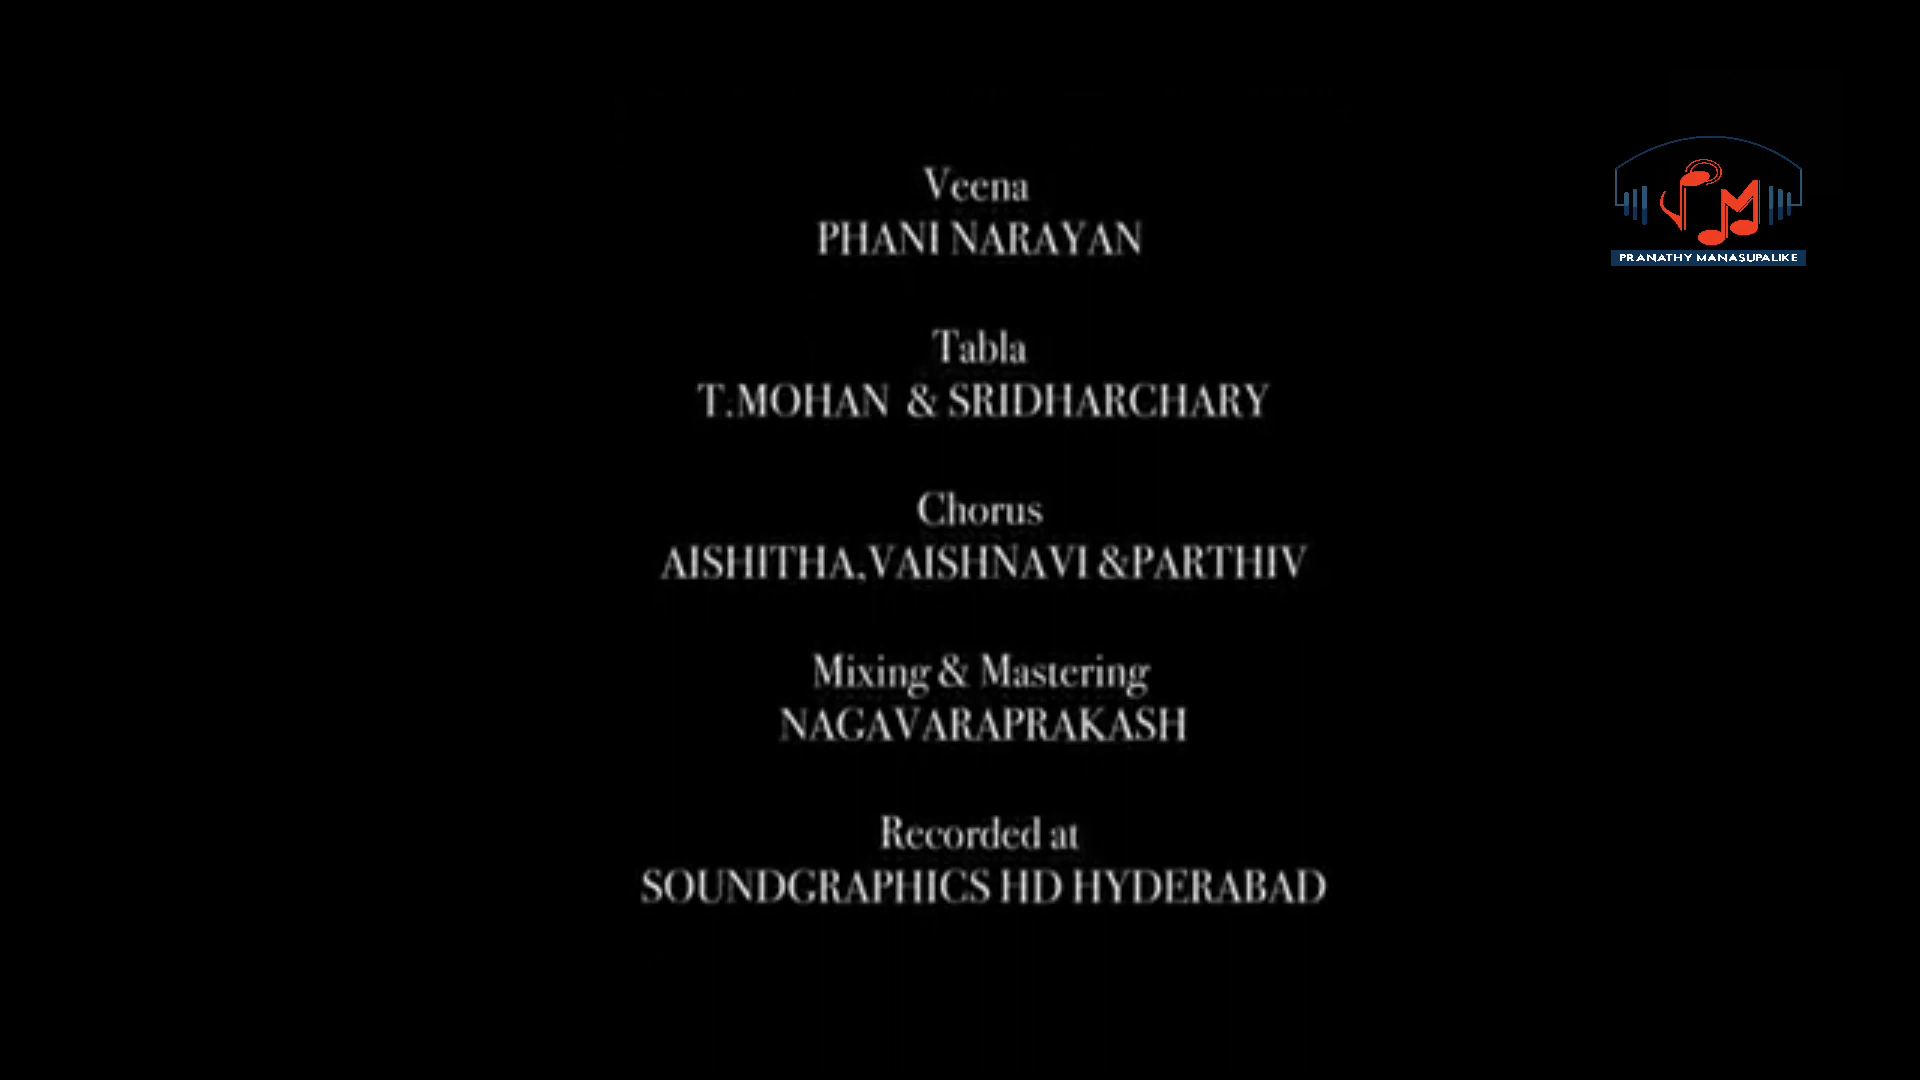 Veena
PHANI NARAYAN
Tabla
T.MOHAN & SRIDHARCHARY
Chorus
AISHITHA,VAISHNAVI &PARTHIV
Mixing & Mastering
NAGAVARAPRAKASH
Recorded at
SOUNDGRAPHICS HD HYDERABAD
PRANATHY MANASUPALIKE